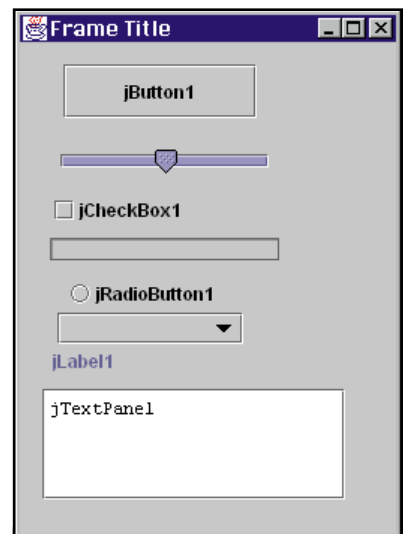 Frame Title
jButton1
jCheckBox1
jRadioButton1
jLabel1
jTextPanel